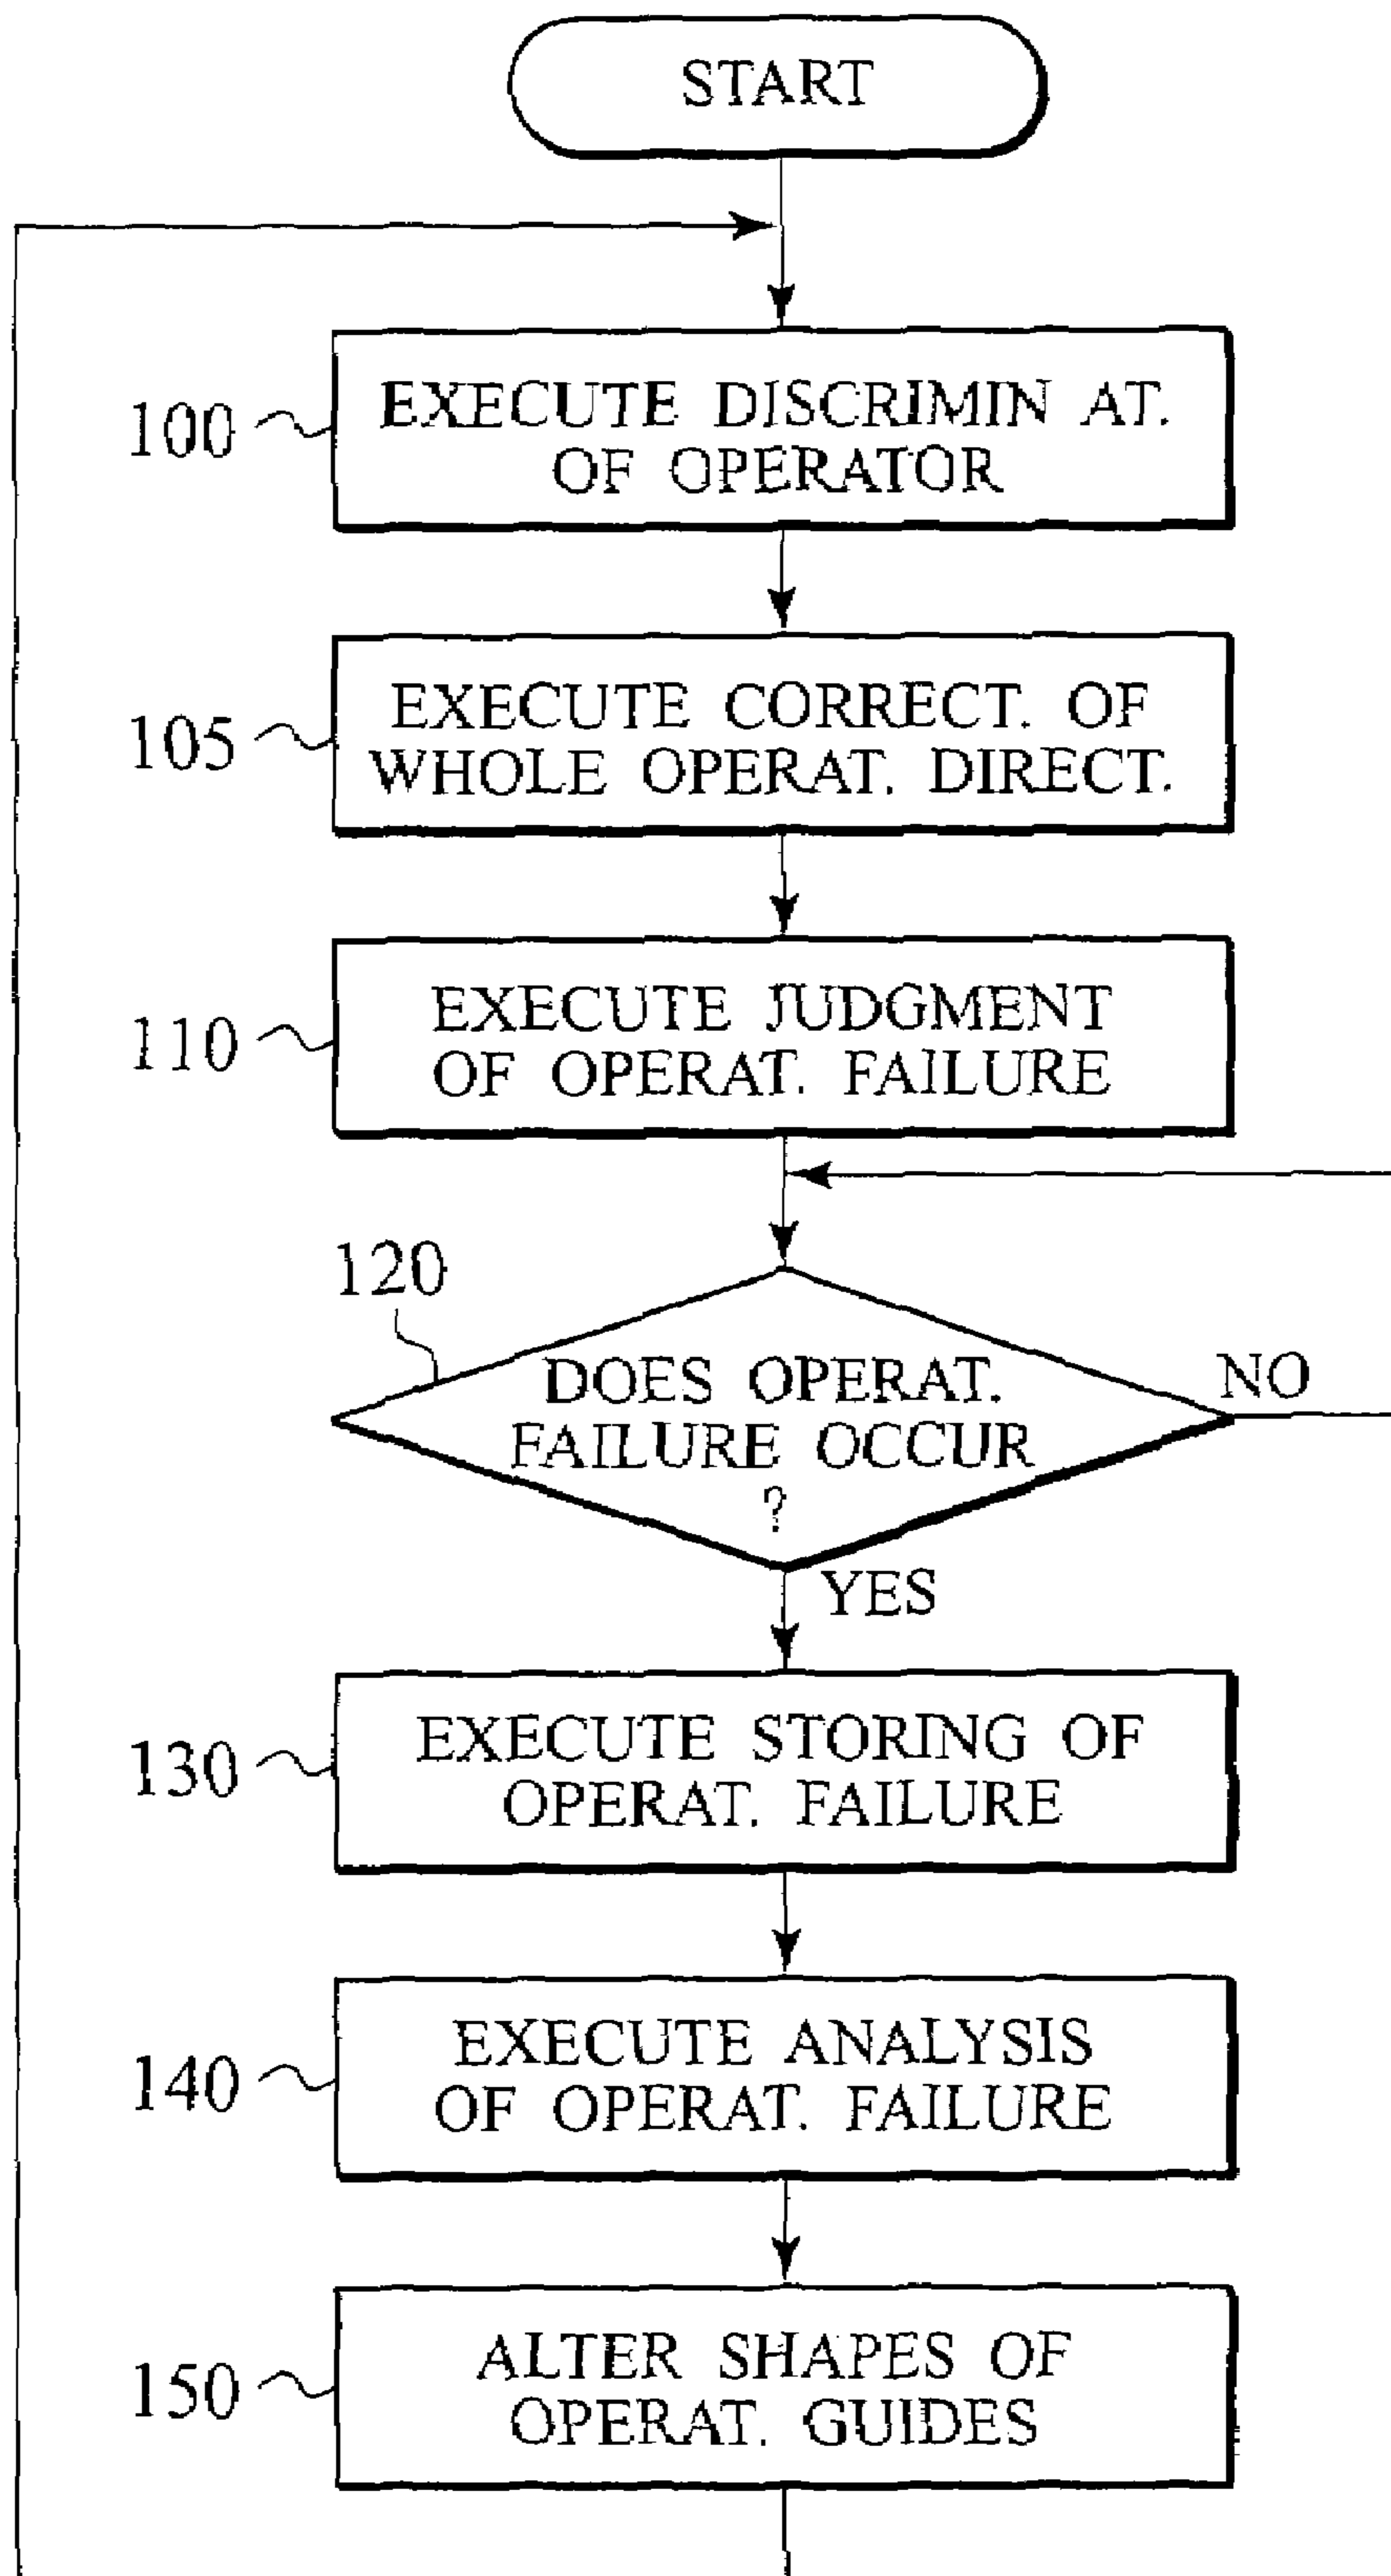 START
100
EXECUTE DISCRIMIN AT.
OF OPERATOR
105
EXECUTE CORRECT. OF
WHOLE OPERAT. DIRECT.
110
EXECUTE JUDGMENT
OF OPERAT. FAILURE
120
DOES OPERAT.
FAILURE OCCUR
?
NO
YES
130
EXECUTE STORING OF
OPERAT. FAILURE
140
EXECUTE ANALYSIS
OF OPERAT. FAILURE
150
ALTER SHAPES OF
OPERAT. GUIDES